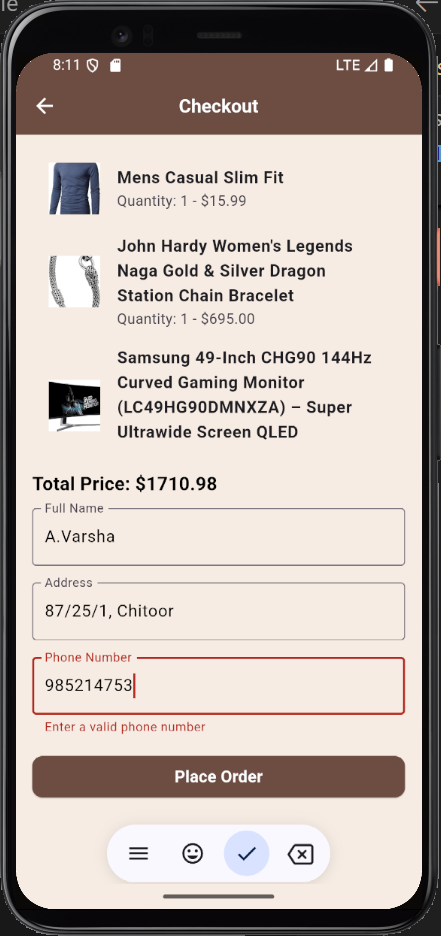 8:11 LTE
Checkout
Mens Casual Slim Fit
Quantity: 1 - $15.99
John Hardy Women's Legends
Naga Gold & Silver Dragon
Station Chain Bracelet
Quantity: 1 - $695.00
Samsung 49-Inch CHG90 144Hz
Curved Gaming Monitor
(LC49HG90DMNXZA) – Super
Ultrawide Screen QLED
Total Price: $1710.98
Full Name
A.Varsha
Address
87/25/1, Chitoor
Phone Number
985214753
Enter a valid phone number
Place Order